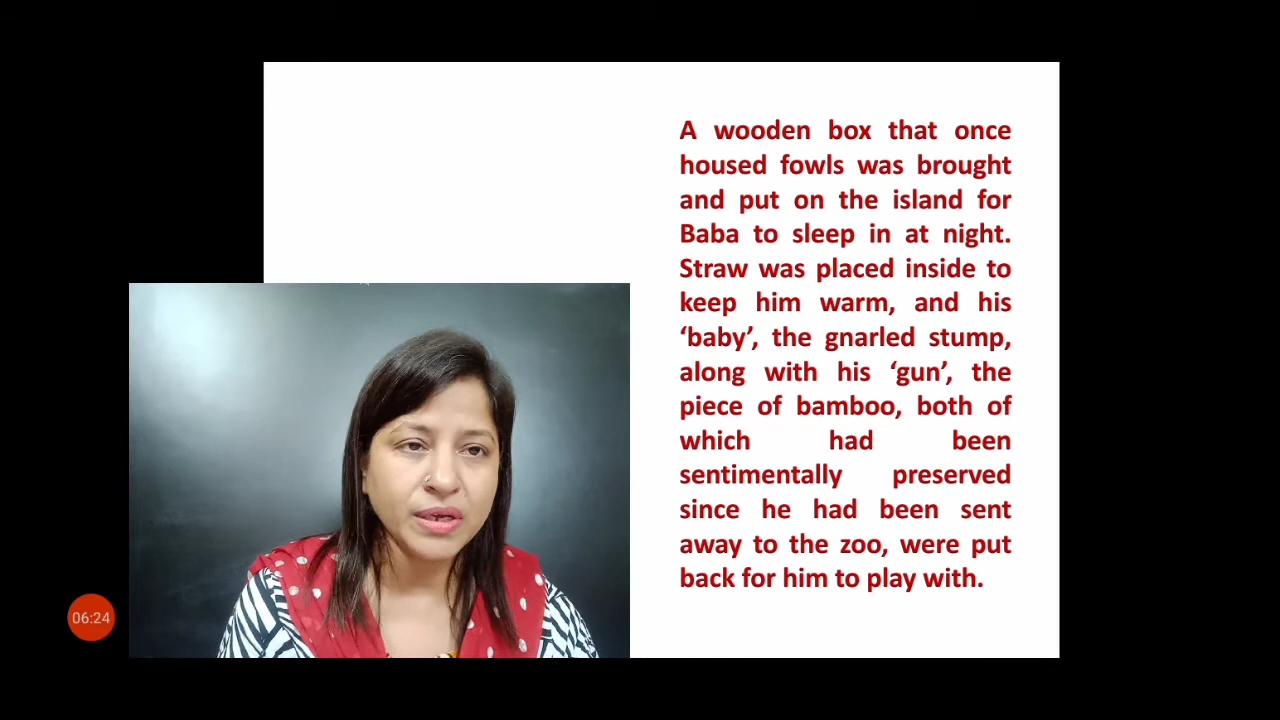 A wooden box that once
housed fowls was brought
and put on the island for
Baba to sleep in at night.
Straw was placed inside to
keep him warm, and his
‘baby’, the gnarled stump,
along with his ‘gun’, the
piece of bamboo, both of
which had been
sentimentally preserved
since he had been sent
away to the zoo, were put
back for him to play with.
06:24